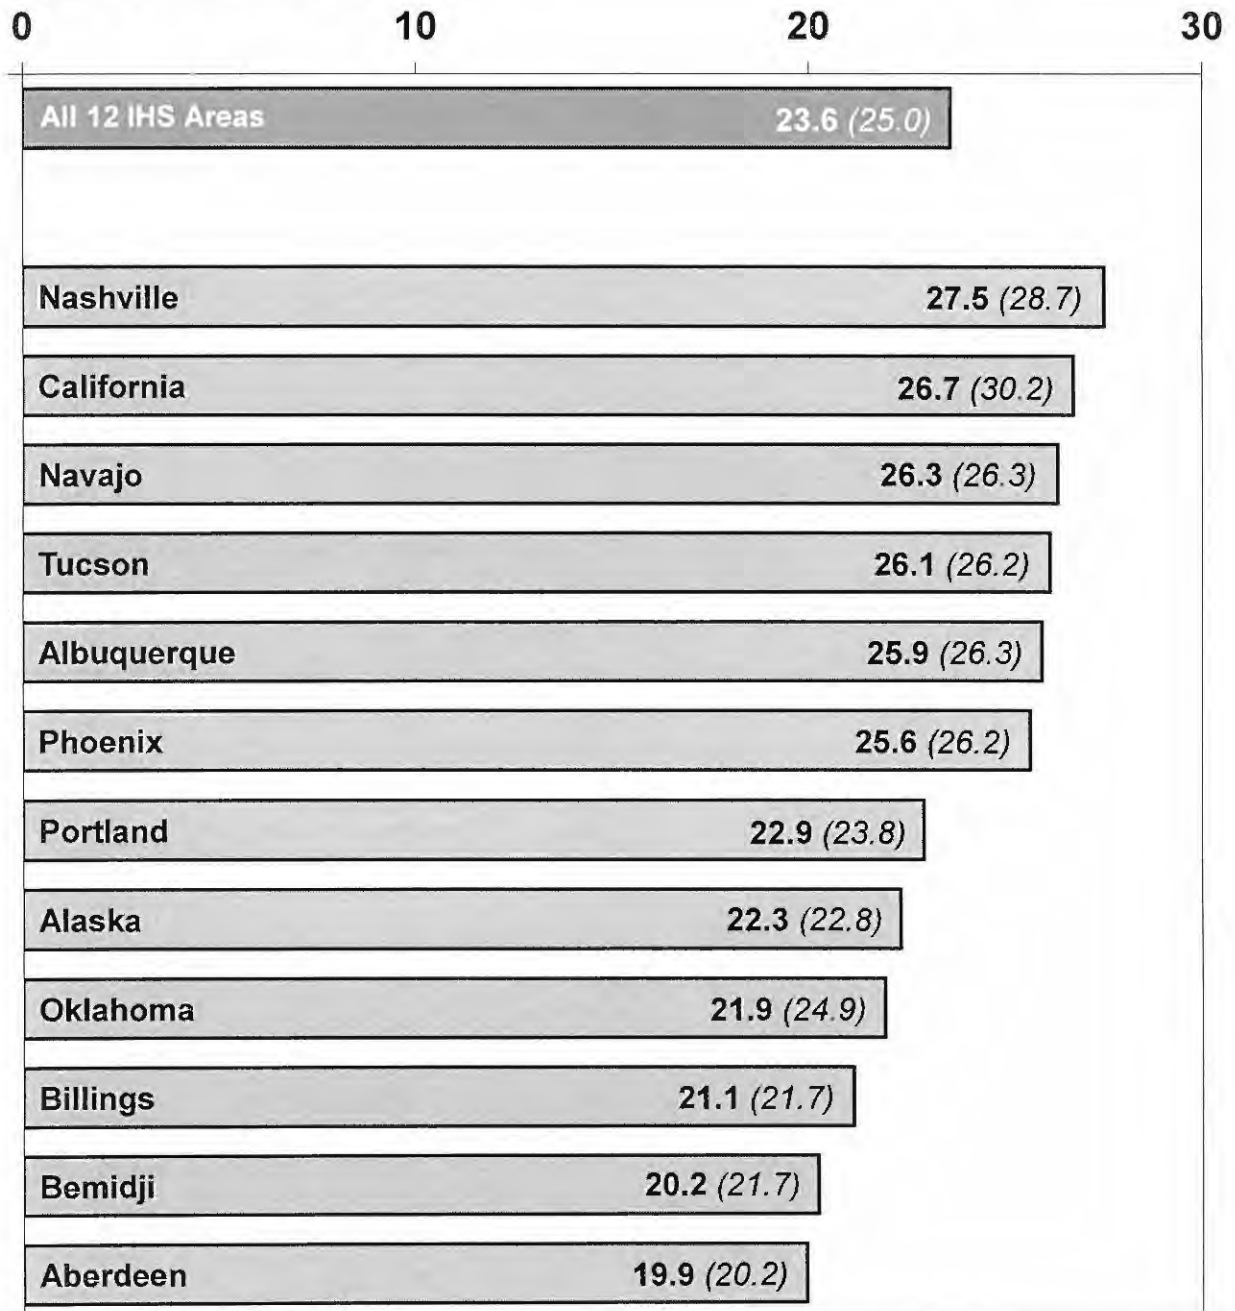 0 10 20 30
All 12 IHS Areas 23.6 (25.0)
Nashville 27.5 (28.7)
California 26.7 (30.2)
Navajo 26.3 (26.3)
Tucson 26.1 (26.2)
Albuquerque 25.9 (26.3)
Phoenix 25.6 (26.2)
Portland 22.9 (23.8)
Alaska 22.3 (22.8)
Oklahoma 21.9 (24.9)
Billings 21.1 (21.7)
Bemidji 20.2 (21.7)
Aberdeen 19.9 (20.2)